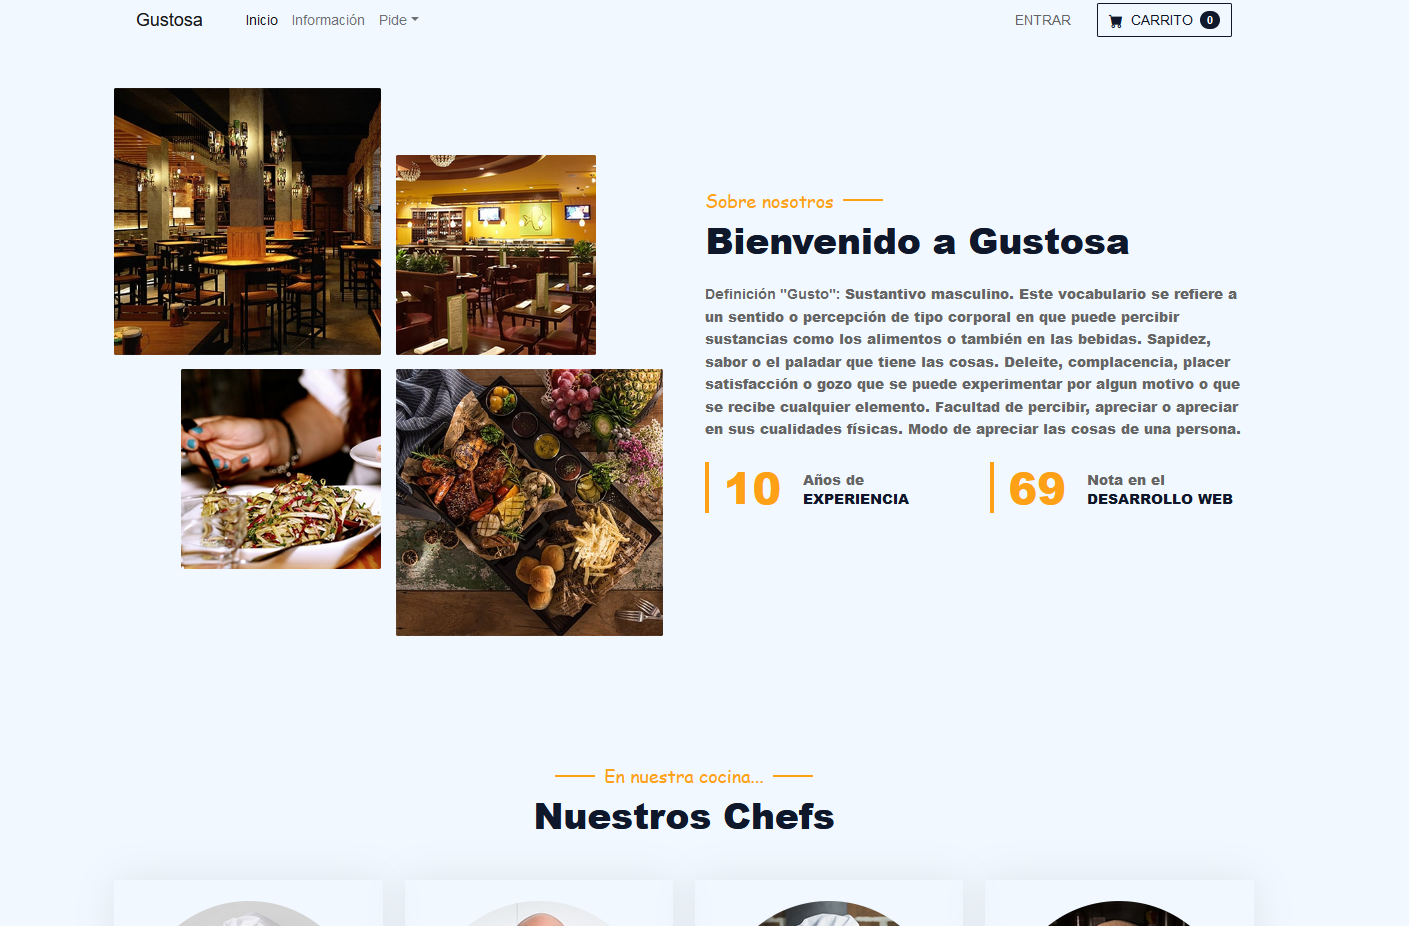 Gustosa Inicio Información Pide ENTRAR CARRITO 0
Sobre nosotros
Bienvenido a Gustosa
Definición "Gusto": Sustantivo masculino. Este vocabulario se refiere a
un sentido o percepción de tipo corporal en que puede percibir
sustancias como los alimentos o también en las bebidas. Sapidez,
sabor o el paladar que tiene las cosas. Deleite, complacencia, placer
satisfacción o gozo que se puede experimentar por algun motivo o que
se recibe cualquier elemento. Facultad de percibir, apreciar o apreciar
en sus cualidades físicas. Modo de apreciar las cosas de una persona.
10 Años de
EXPERIENCIA
69 Nota en el
DESARROLLO WEB
En nuestra cocina...
Nuestros Chefs